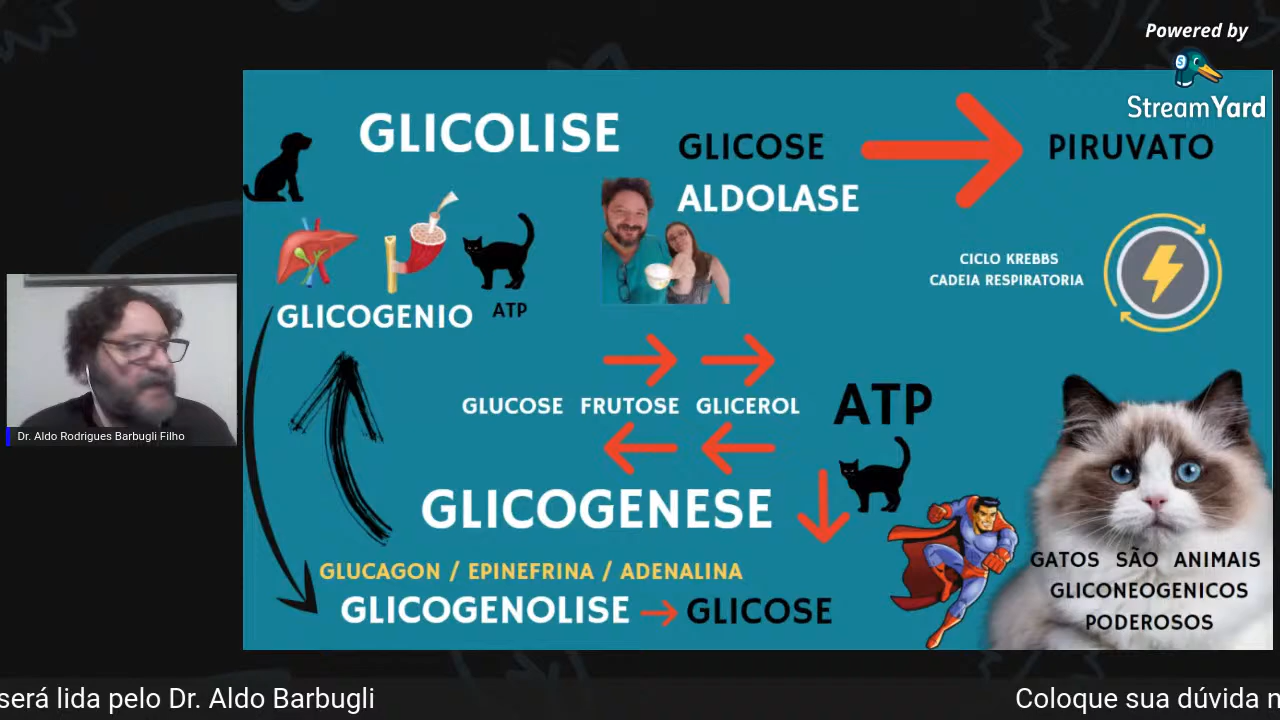 Powered by
StreamYard
GLICOLISE
GLICOSE
PIRUVATO
ALDOLASE
CICLO KREBBS
CADEIA RESPIRATORIA
GLICOGENIO
ATP
GLUCOSE FRUTOSE GLICEROL
ATP
GLICOGENESE
GLUCAGON / EPINEFRINA / ADENALINA
GLICOGENOLISE
GLICOSE
GATOS SÃO ANIMAIS
GLICONEOGENICOS
PODEROSOS
Dr. Aldo Rodrigues Barbugli Filho
será lida pelo Dr. Aldo Barbugli
Coloque sua dúvida n